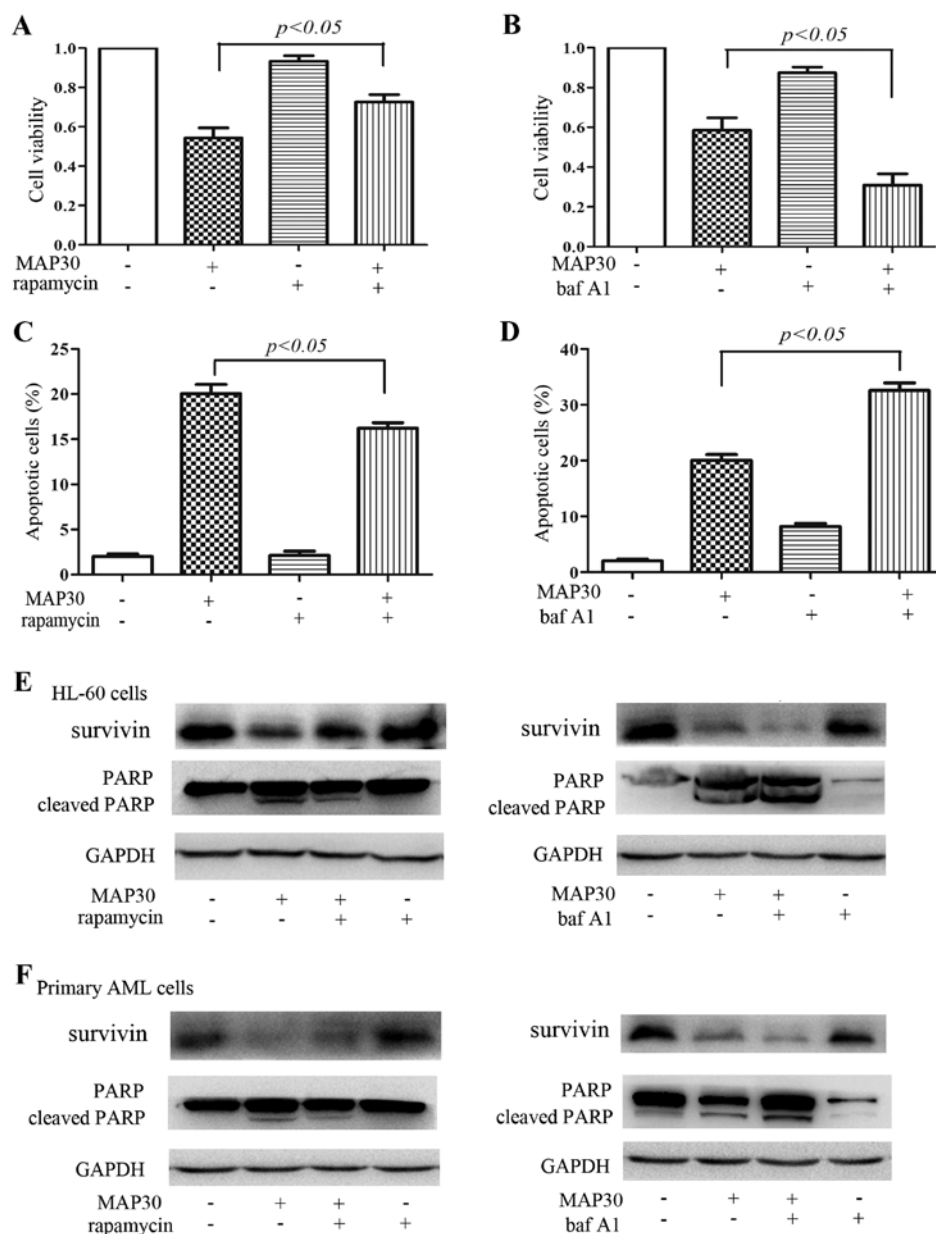 A
p<0.05
Cell viability
1.0
0.8
0.6
0.4
0.2
0.0
MAP30 - + - +
rapamycin - - + +
B
p<0.05
Cell viability
1.0
0.8
0.6
0.4
0.2
0.0
MAP30 - + - +
baf A1 - - + +
C
p<0.05
Apoptotic cells (%)
25
20
15
10
5
0
MAP30 - + - +
rapamycin - - + +
D
p<0.05
Apoptotic cells (%)
40
30
20
10
0
MAP30 - + - +
baf A1 - - + +
E
HL-60 cells
survivin
PARP
cleaved PARP
GAPDH
MAP30 - + + -
rapamycin - - + +
survivin
PARP
cleaved PARP
GAPDH
MAP30 - + + -
baf A1 - - + +
F
Primary AML cells
survivin
PARP
cleaved PARP
GAPDH
MAP30 - + + -
rapamycin - - + +
survivin
PARP
cleaved PARP
GAPDH
MAP30 - + + -
baf A1 - - + +